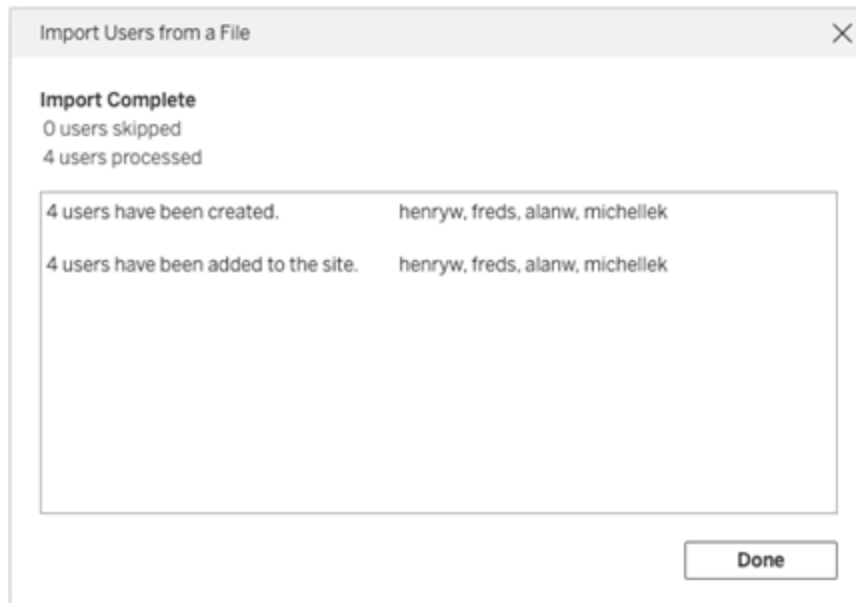 Import Users from a File
Import Complete
0 users skipped
4 users processed
4 users have been created. henryw, freds, alanw, michellek
4 users have been added to the site. henryw, freds, alanw, michellek
Done